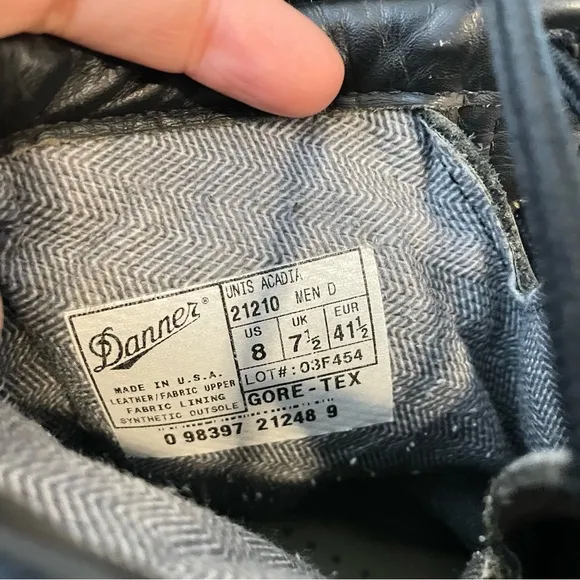 Danner®
MADE IN U.S.A.
LEATHER/FABRIC UPPER
FABRIC LINING
SYNTHETIC OUTSOLE
UNIS ACADIA
21210 MEN D
US UK EUR
8 7½ 41½
LOT#:03F454
GORE-TEX
0 98397 21248 9